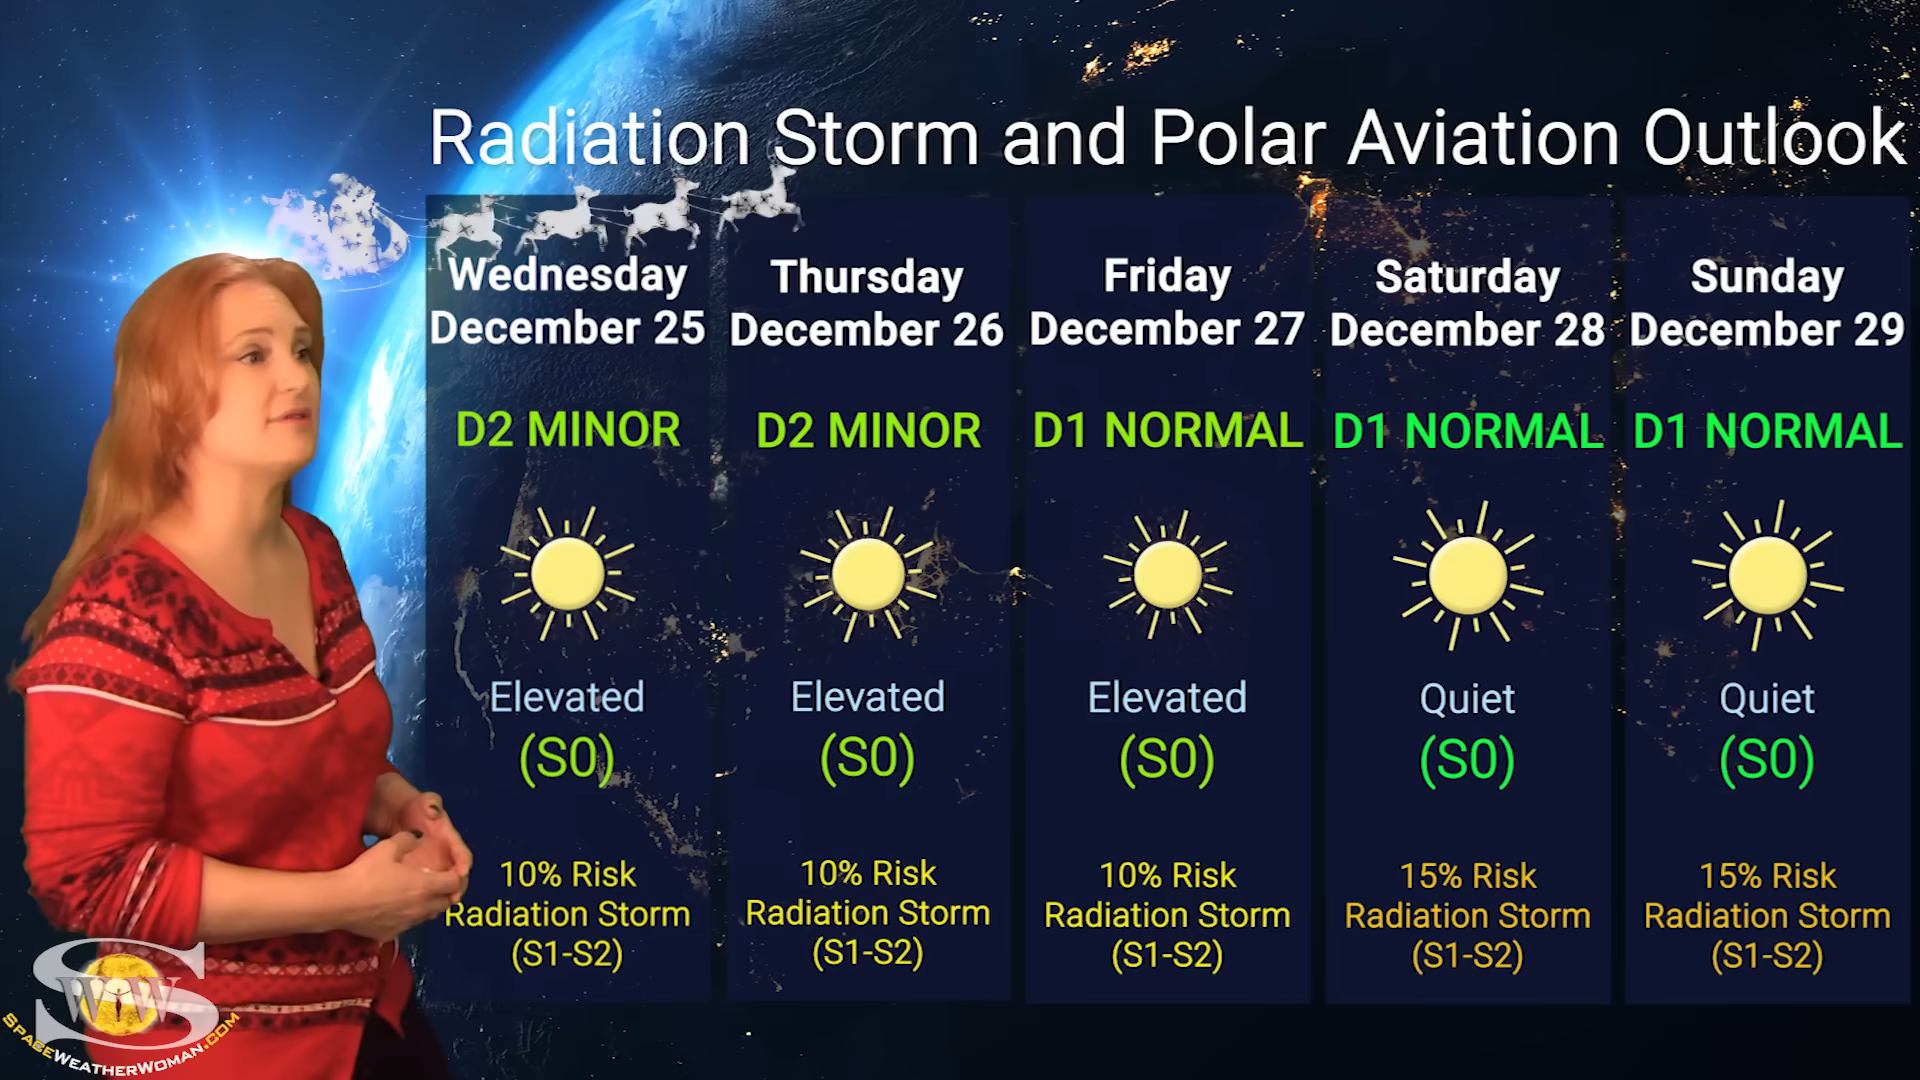 Radiation Storm and Polar Aviation Outlook
Wednesday
December 25
D2 MINOR
Elevated
(S0)
10% Risk
Radiation Storm
(S1-S2)
Thursday
December 26
D2 MINOR
Elevated
(S0)
10% Risk
Radiation Storm
(S1-S2)
Friday
December 27
D1 NORMAL
Elevated
(S0)
10% Risk
Radiation Storm
(S1-S2)
Saturday
December 28
D1 NORMAL
Quiet
(S0)
15% Risk
Radiation Storm
(S1-S2)
Sunday
December 29
D1 NORMAL
Quiet
(S0)
15% Risk
Radiation Storm
(S1-S2)
SWW
SPACEWEATHERWOMAN.COM